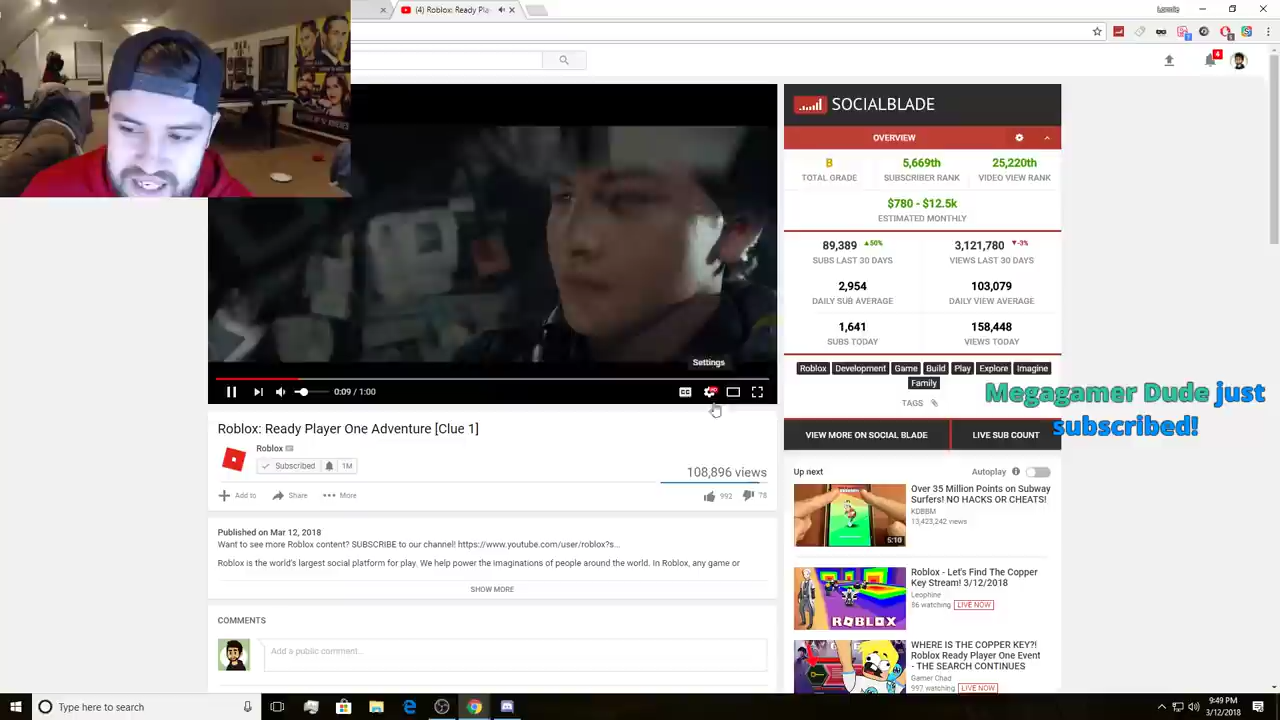 (4) Roblox: Ready Pla
Lonnie
4
SOCIALBLADE
OVERVIEW
B
5,669th
25,220th
TOTAL GRADE
SUBSCRIBER RANK
VIDEO VIEW RANK
$780 - $12.5k
ESTIMATED MONTHLY
89,389 ▲50%
3,121,780 ▼-3%
SUBS LAST 30 DAYS
VIEWS LAST 30 DAYS
2,954
103,079
DAILY SUB AVERAGE
DAILY VIEW AVERAGE
1,641
158,448
SUBS TODAY
VIEWS TODAY
Roblox Development Game Build Play Explore Imagine
Family
TAGS
VIEW MORE ON SOCIAL BLADE
LIVE SUB COUNT
Megagamer Dude just
subscribed!
Settings
0:09 / 1:00
CC
HD
Roblox: Ready Player One Adventure [Clue 1]
Roblox
Subscribed 1M
108,896 views
Add to
Share
More
992
78
Published on Mar 12, 2018
Want to see more Roblox content? SUBSCRIBE to our channel! https://www.youtube.com/user/roblox?s...
Roblox is the world's largest social platform for play. We help power the imaginations of people around the world. In Roblox, any game or
SHOW MORE
COMMENTS
Add a public comment...
Up next
Autoplay
Over 35 Million Points on Subway
Surfers! NO HACKS OR CHEATS!
KDBBM
13,423,242 views
5:10
Roblox - Let's Find The Copper
Key Stream! 3/12/2018
Leophine
86 watching LIVE NOW
ROBLOX
WHERE IS THE COPPER KEY?!
Roblox Ready Player One Event
- THE SEARCH CONTINUES
Gamer Chad
997 watching LIVE NOW
Type here to search
9:49 PM
3/12/2018